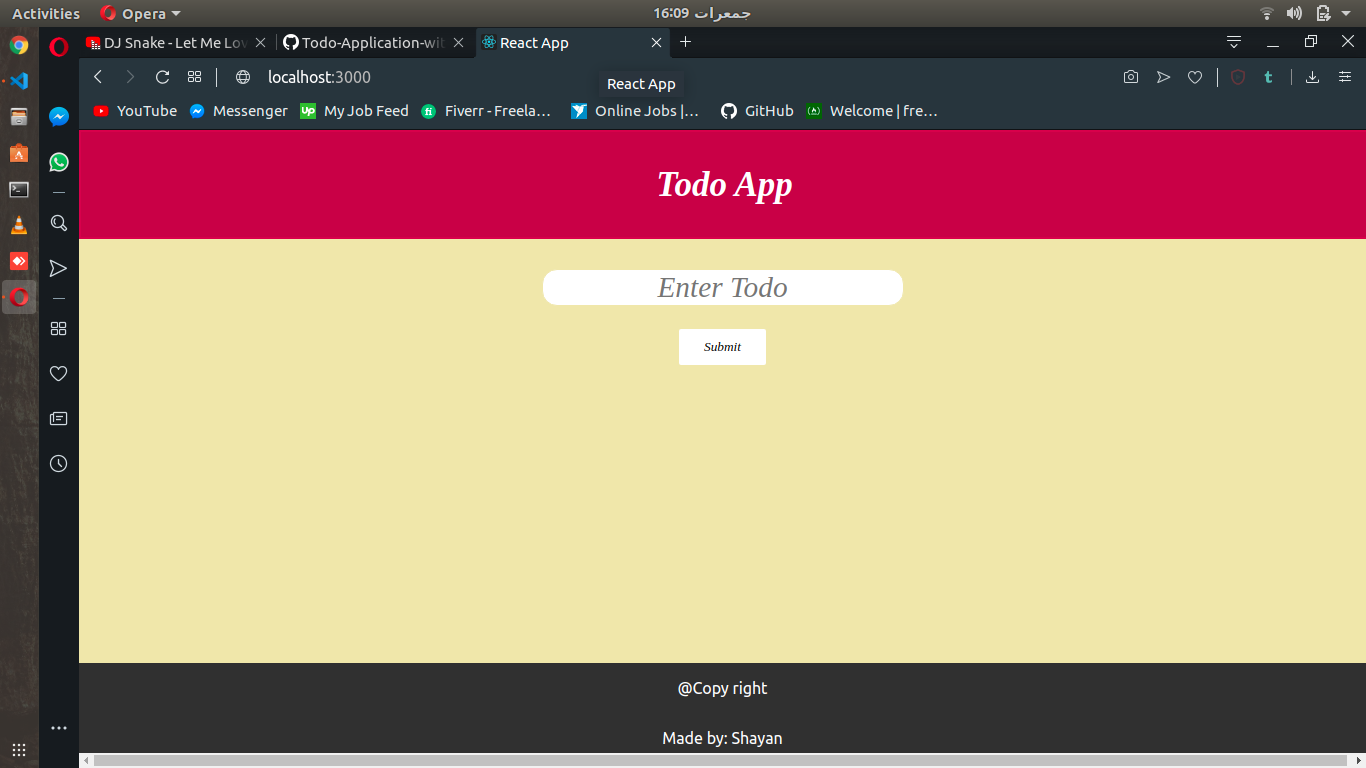 Activities Opera 16:09 جمعرات
DJ Snake - Let Me Lov Todo-Application-wit React App
localhost:3000
React App
YouTube Messenger My Job Feed Fiverr - Freela… Online Jobs |… GitHub Welcome | fre…
Todo App
Enter Todo
Submit
@Copy right
Made by: Shayan